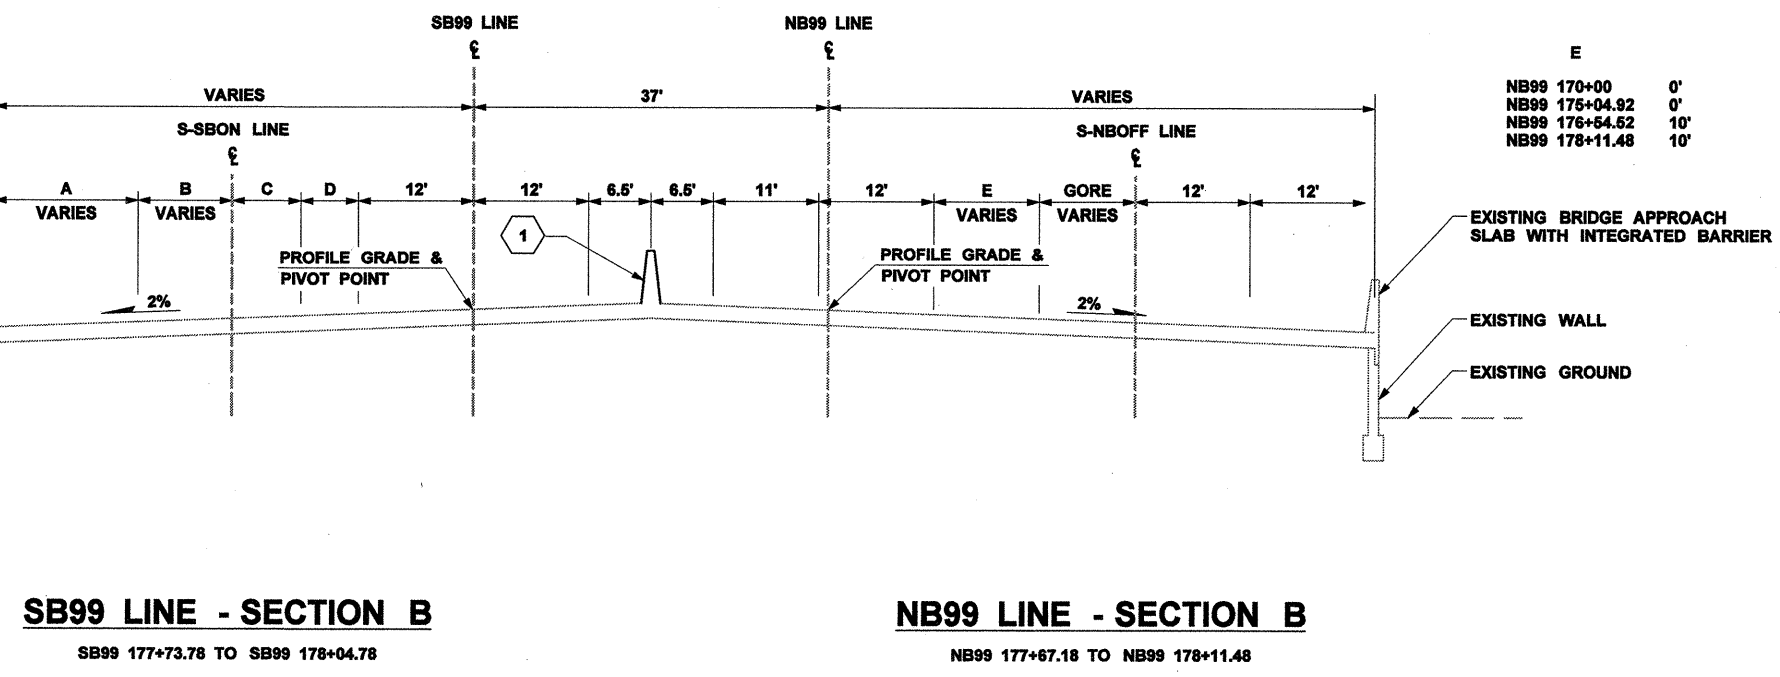 SB99 LINE
℄
NB99 LINE
℄
VARIES
37'
VARIES
S-SBON LINE
℄
S-NBOFF LINE
℄
A
VARIES
B
VARIES
C
D
12'
12'
6.5'
6.5'
11'
12'
E
VARIES
GORE
VARIES
12'
12'
E
NB99 170+00 0'
NB99 175+04.92 0'
NB99 176+54.52 10'
NB99 178+11.48 10'
1
PROFILE GRADE &
PIVOT POINT
PROFILE GRADE &
PIVOT POINT
2%
2%
EXISTING BRIDGE APPROACH
SLAB WITH INTEGRATED BARRIER
EXISTING WALL
EXISTING GROUND
SB99 LINE - SECTION B
SB99 177+73.78 TO SB99 178+04.78
NB99 LINE - SECTION B
NB99 177+67.18 TO NB99 178+11.48